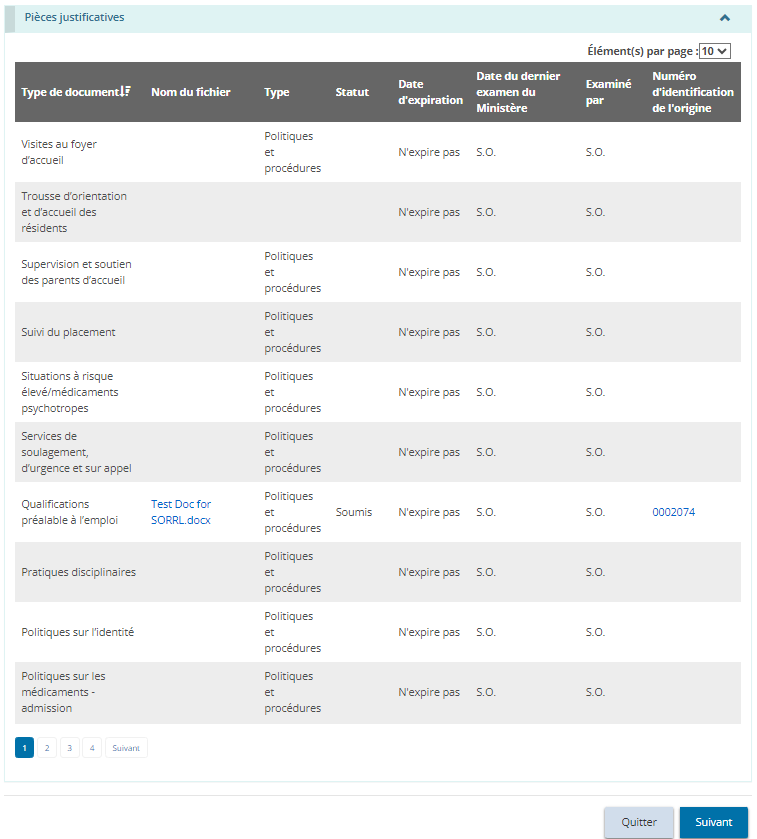 Pièces justificatives
Élément(s) par page : 10
Type de document Nom du fichier Type Statut Date d'expiration Date du dernier examen du Ministère Examiné par Numéro d'identification de l'origine
Visites au foyer d'accueil Politiques et procédures N'expire pas S.O. S.O.
Trousse d'orientation et d'accueil des résidents N'expire pas S.O. S.O.
Supervision et soutien des parents d'accueil Politiques et procédures N'expire pas S.O. S.O.
Suivi du placement Politiques et procédures N'expire pas S.O. S.O.
Situations à risque élevé/médicaments psychotropes Politiques et procédures N'expire pas S.O. S.O.
Services de soulagement, d'urgence et sur appel Politiques et procédures N'expire pas S.O. S.O.
Qualifications préalable à l'emploi Test Doc for SORRL.docx Politiques et procédures Soumis N'expire pas S.O. S.O. 0002074
Pratiques disciplinaires Politiques et procédures N'expire pas S.O. S.O.
Politiques sur l'identité Politiques et procédures N'expire pas S.O. S.O.
Politiques sur les médicaments - admission Politiques et procédures N'expire pas S.O. S.O.
1 2 3 4 Suivant
Quitter Suivant